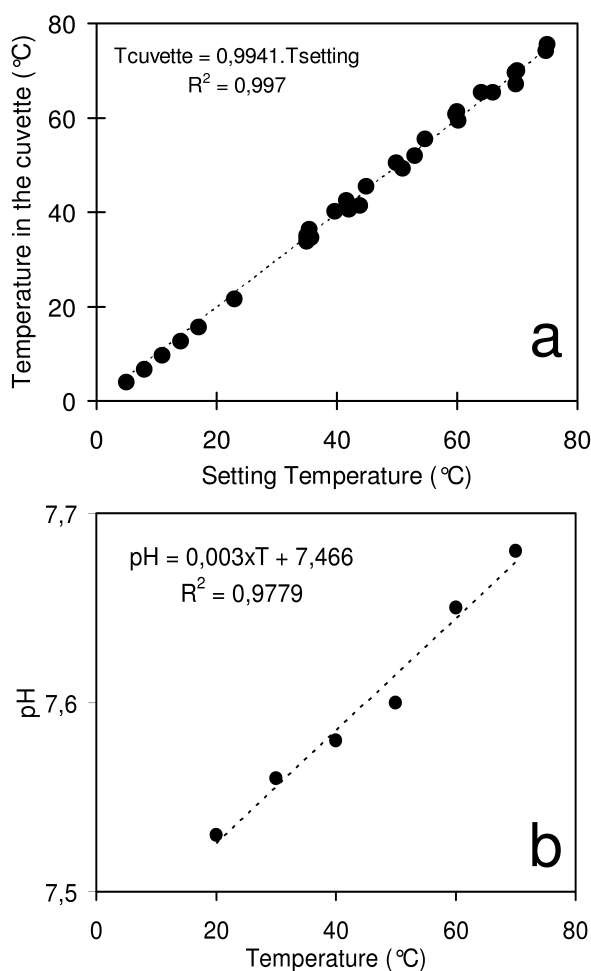 80
60
40
20
0
Temperature in the cuvette (°C)
Tcuvette = 0,9941.Tsetting
R² = 0,997
a
0 20 40 60 80
Setting Temperature (°C)
7,7
7,6
7,5
pH
pH = 0,003xT + 7,466
R² = 0,9779
b
0 20 40 60 80
Temperature (°C)